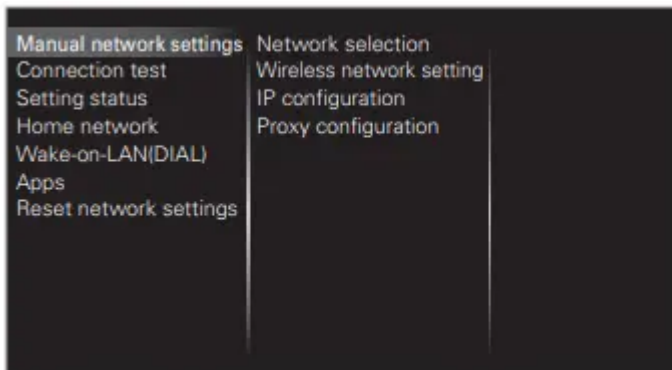 Manual network settings
Connection test
Setting status
Home network
Wake-on-LAN(DIAL)
Apps
Reset network settings
Network selection
Wireless network setting
IP configuration
Proxy configuration